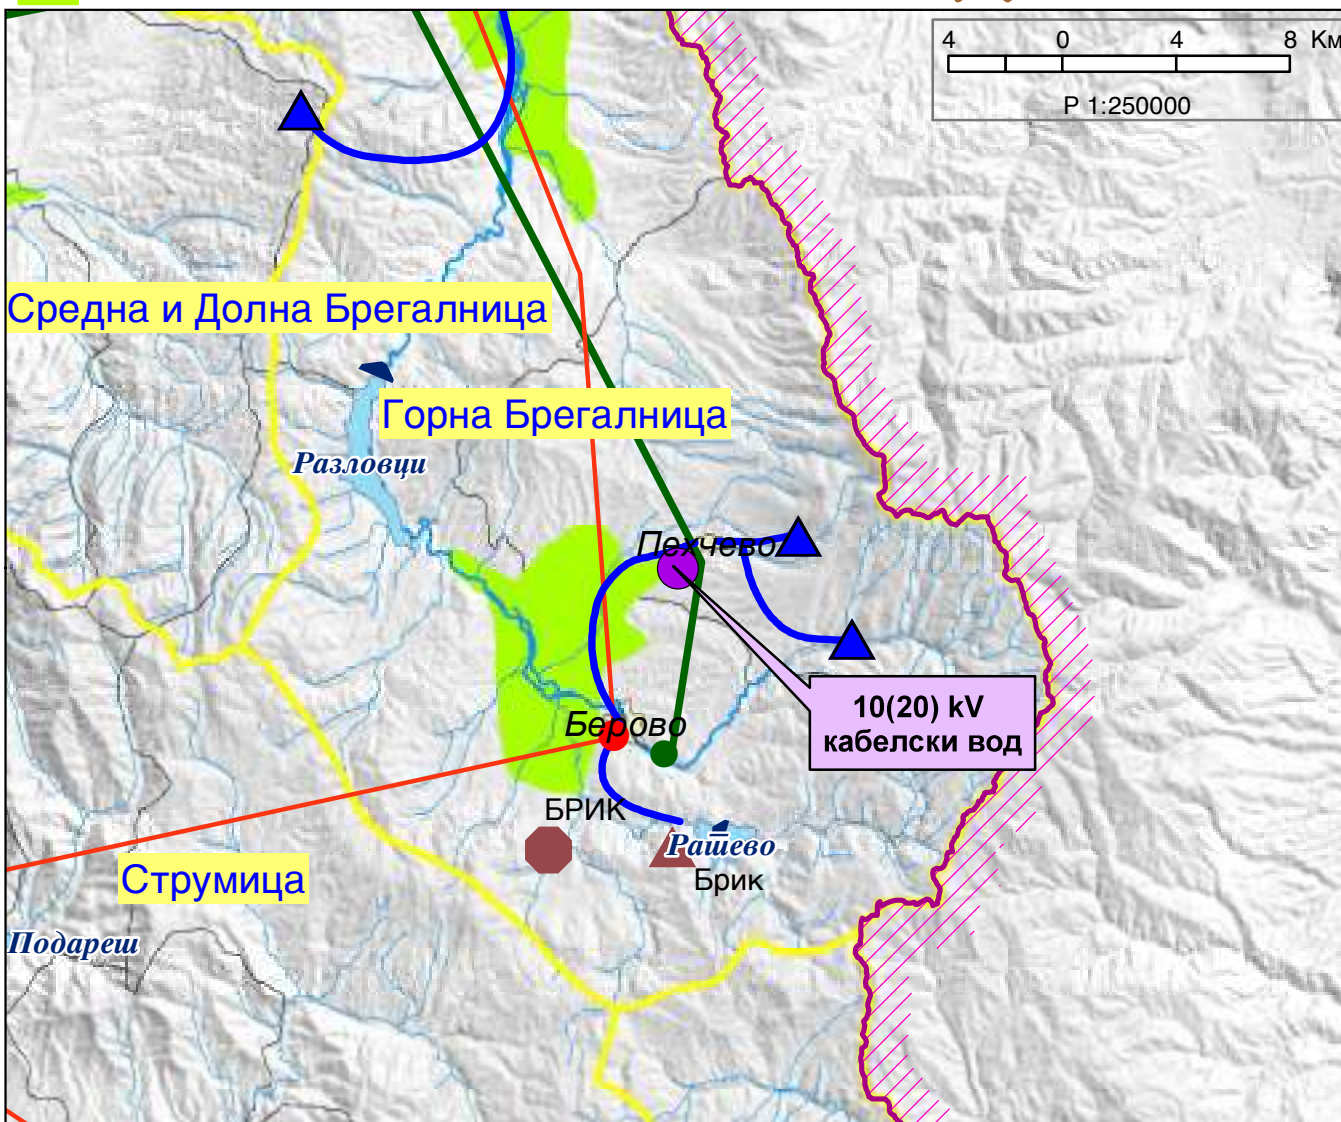 4 0 4 8 Км
Р 1:250000
Средна и Долна Брегалница
Горна Брегалница
Разловци
Пехчево
10(20) kV
кабелски вод
Берово
БРИК
Рашево
Брик
Струмица
Подареш